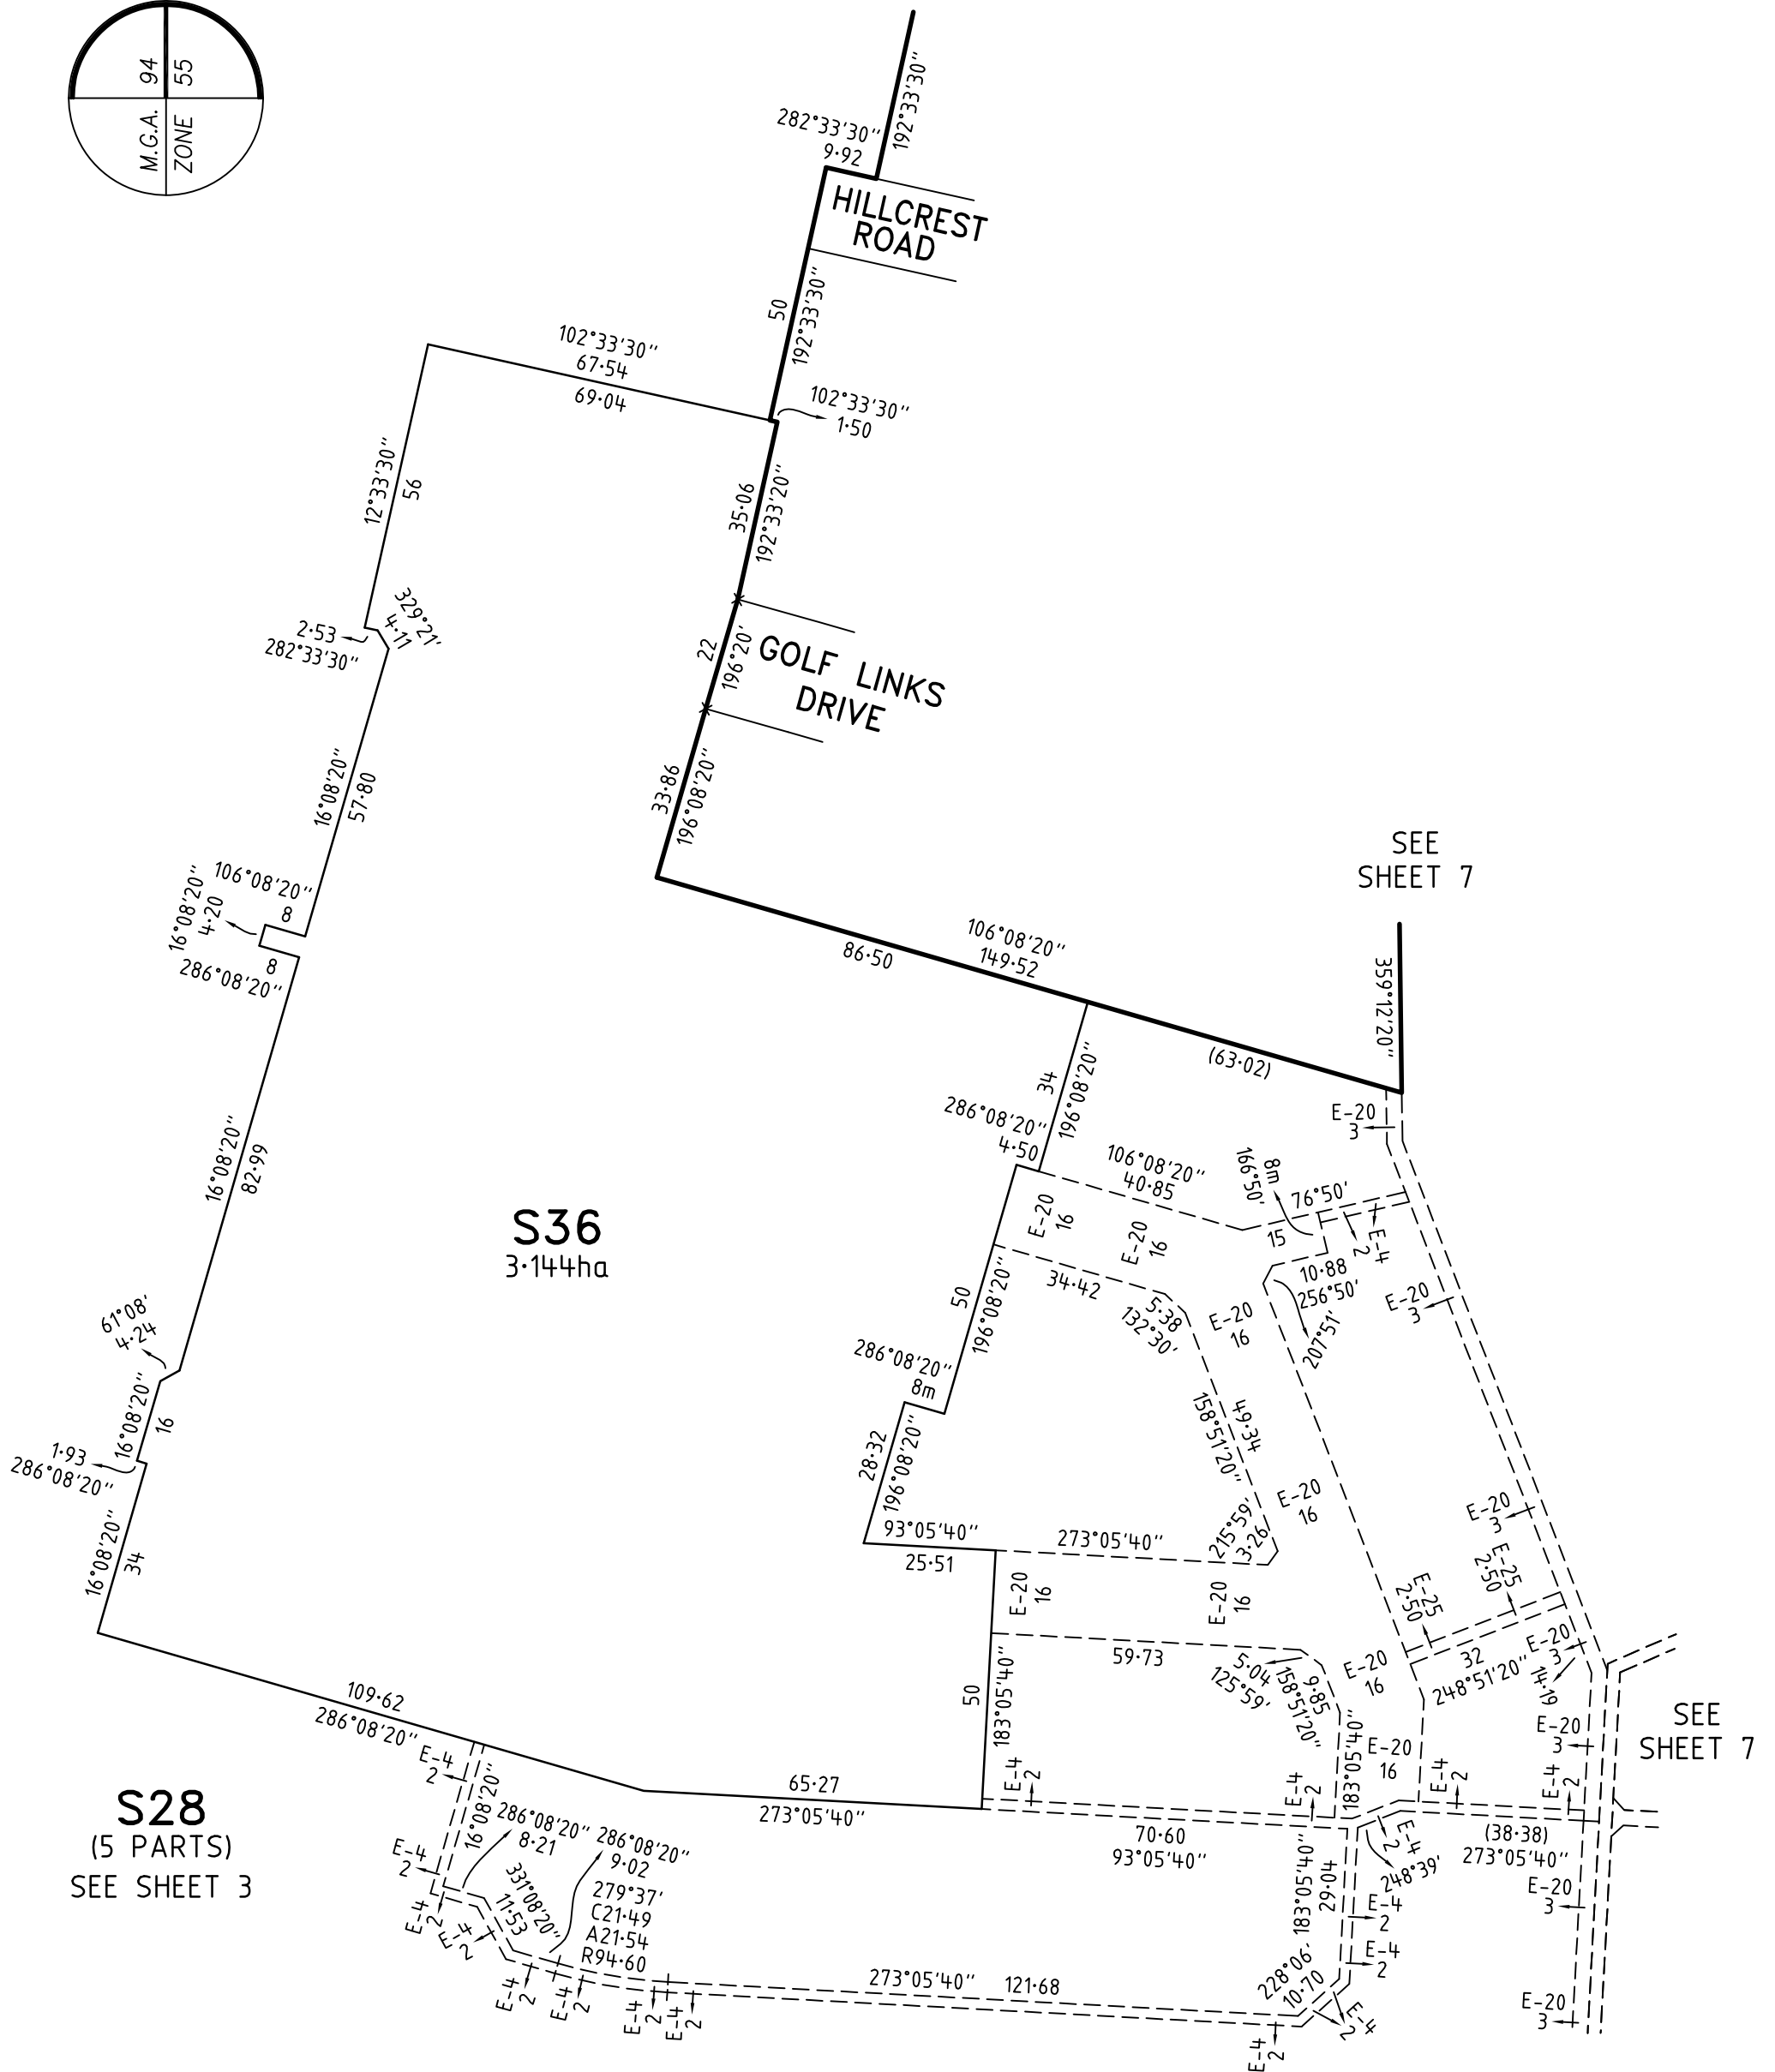 M.G.A. 94
ZONE 55
192°33'30"
282°33'30"
9·92
HILLCREST
ROAD
50
192°33'30"
102°33'30"
67·54
69·04
102°33'30"
1·50
12°33'30"
56
35·06
192°33'20"
329°21'
4·11
2·53
282°33'30"
22
196°20'
GOLF LINKS
DRIVE
16°08'20"
57·80
33·86
196°08'20"
SEE
SHEET 7
106°08'20"
8
16°08'20"
4·20
8
286°08'20"
106°08'20"
149·52
86·50
(63·02)
359°12'20"
34
196°08'20"
286°08'20"
4·50
E-20
3
16°08'20"
82·99
106°08'20"
40·85
8m
166°50'
76°50'
15
E-4
2
E-20
16
E-20
16
S36
3·144ha
34·42
5·38
132°30'
10·88
256°50'
207°51'
E-20
3
E-20
16
50
196°08'20"
61°08'
4·24
286°08'20"
8m
16°08'20"
16
49·34
158°51'20"
28·32
196°08'20"
1·93
286°08'20"
E-20
16
E-20
3
215°59'
3·26
93°05'40"
25·51
273°05'40"
16°08'20"
34
E-20
16
E-20
16
E-25
2·50
E-25
2·50
E-20
3
59·73
5·04
125°59'
9·85
158°51'20"
E-20
16
32
248°51'20"
4·19
50
183°05'40"
109·62
286°08'20"
E-20
3
SEE
SHEET 7
E-20
16
183°05'40"
E-4
2
E-4
2
E-4
2
E-4
2
E-4
2
65·27
273°05'40"
S28
(5 PARTS)
SEE SHEET 3
16°08'20"
286°08'20"
8·21
286°08'20"
9·02
70·60
93°05'40"
E-4
2
248°39'
(38·38)
273°05'40"
E-4
2
331°08'20"
11·53
279°37'
C21·49
A21·54
R94·60
183°05'40"
29·04
E-4
2
E-20
3
E-4
2
E-4
2
E-4
2
273°05'40" 121·68
228°06'
10·70
E-4
2
E-4
2
E-4
2
E-4
2
E-4
2
E-4
2
E-20
3